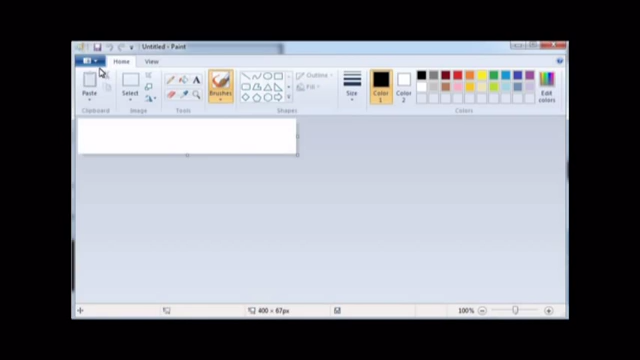 Untitled - Paint
Home View
Paste
Select
Brushes
Outline
Fill
Size
Color 1
Color 2
Edit colors
Clipboard Image Tools Shapes Colors
400 × 67px
100%